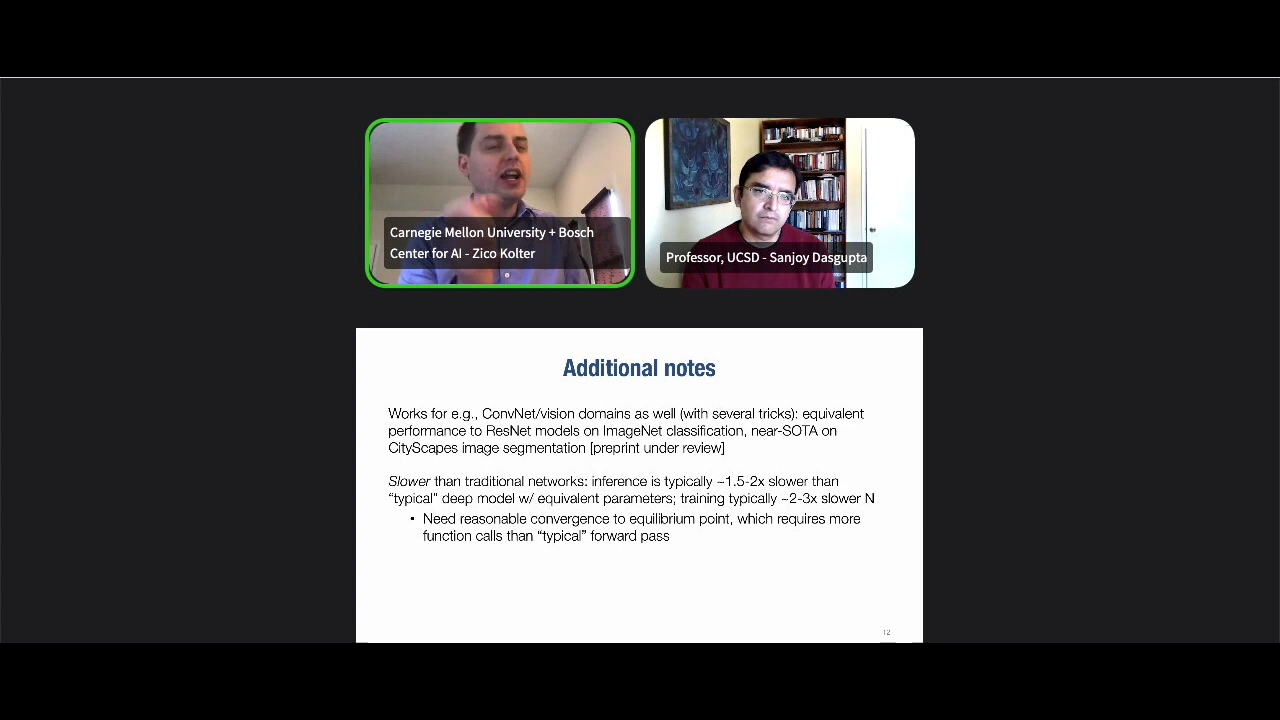 Carnegie Mellon University + Bosch
Center for AI - Zico Kolter
Professor, UCSD - Sanjoy Dasgupta
Additional notes
Works for e.g., ConvNet/vision domains as well (with several tricks): equivalent
performance to ResNet models on ImageNet classification, near-SOTA on
CityScapes image segmentation [preprint under review]
Slower than traditional networks: inference is typically ~1.5-2x slower than
“typical” deep model w/ equivalent parameters; training typically ~2-3x slower N
• Need reasonable convergence to equilibrium point, which requires more
function calls than “typical” forward pass
12